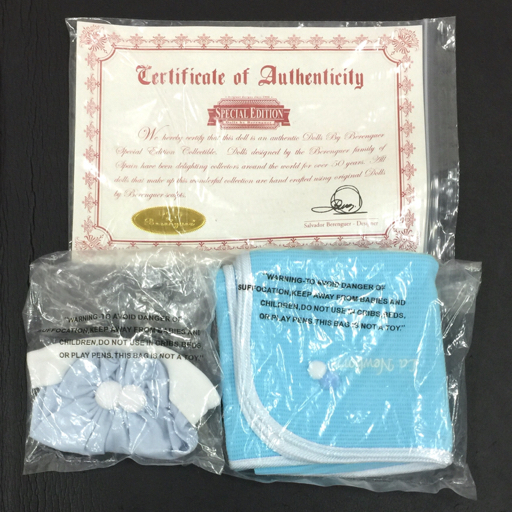 Certificate of Authenticity
SPECIAL EDITION
We hereby certify that this doll is an authentic Dolls By Berenguer
Special Edition Collectible. Dolls designed by the Berenguer family of
Spain have been delighting collectors around the world for over 50 years. All
dolls that make up this wonderful collection are hand crafted using original Dolls
by Berenguer sculpts.
Berenguer
Salvador Berenguer - Designer
"WARNING-TO AVOID DANGER OF
SUFFOCATION,KEEP AWAY FROM BABIES AND
CHILDREN,DO NOT USE IN CRIBS,BEDS
OR PLAY PENS.THIS BAG IS NOT A TOY."
"WARNING-TO AVOID DANGER OF
SUFFOCATION,KEEP AWAY FROM BABIES AND
CHILDREN,DO NOT USE IN CRIBS,BEDS,
OR PLAY PENS.THIS BAG IS NOT A TOY."
La Newborn